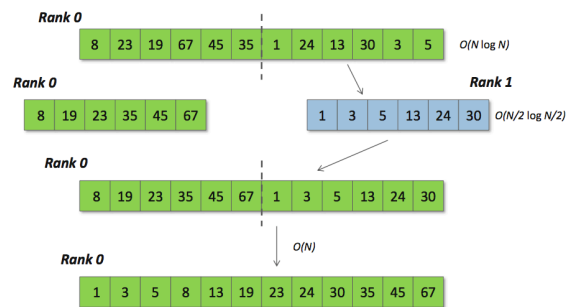 Rank 0
8 23 19 67 45 35 1 24 13 30 3 5 O(N log N)
Rank 0 Rank 1
8 19 23 35 45 67 1 3 5 13 24 30 O(N/2 log N/2)
Rank 0
8 19 23 35 45 67 1 3 5 13 24 30
O(N)
Rank 0
1 3 5 8 13 19 23 24 30 35 45 67